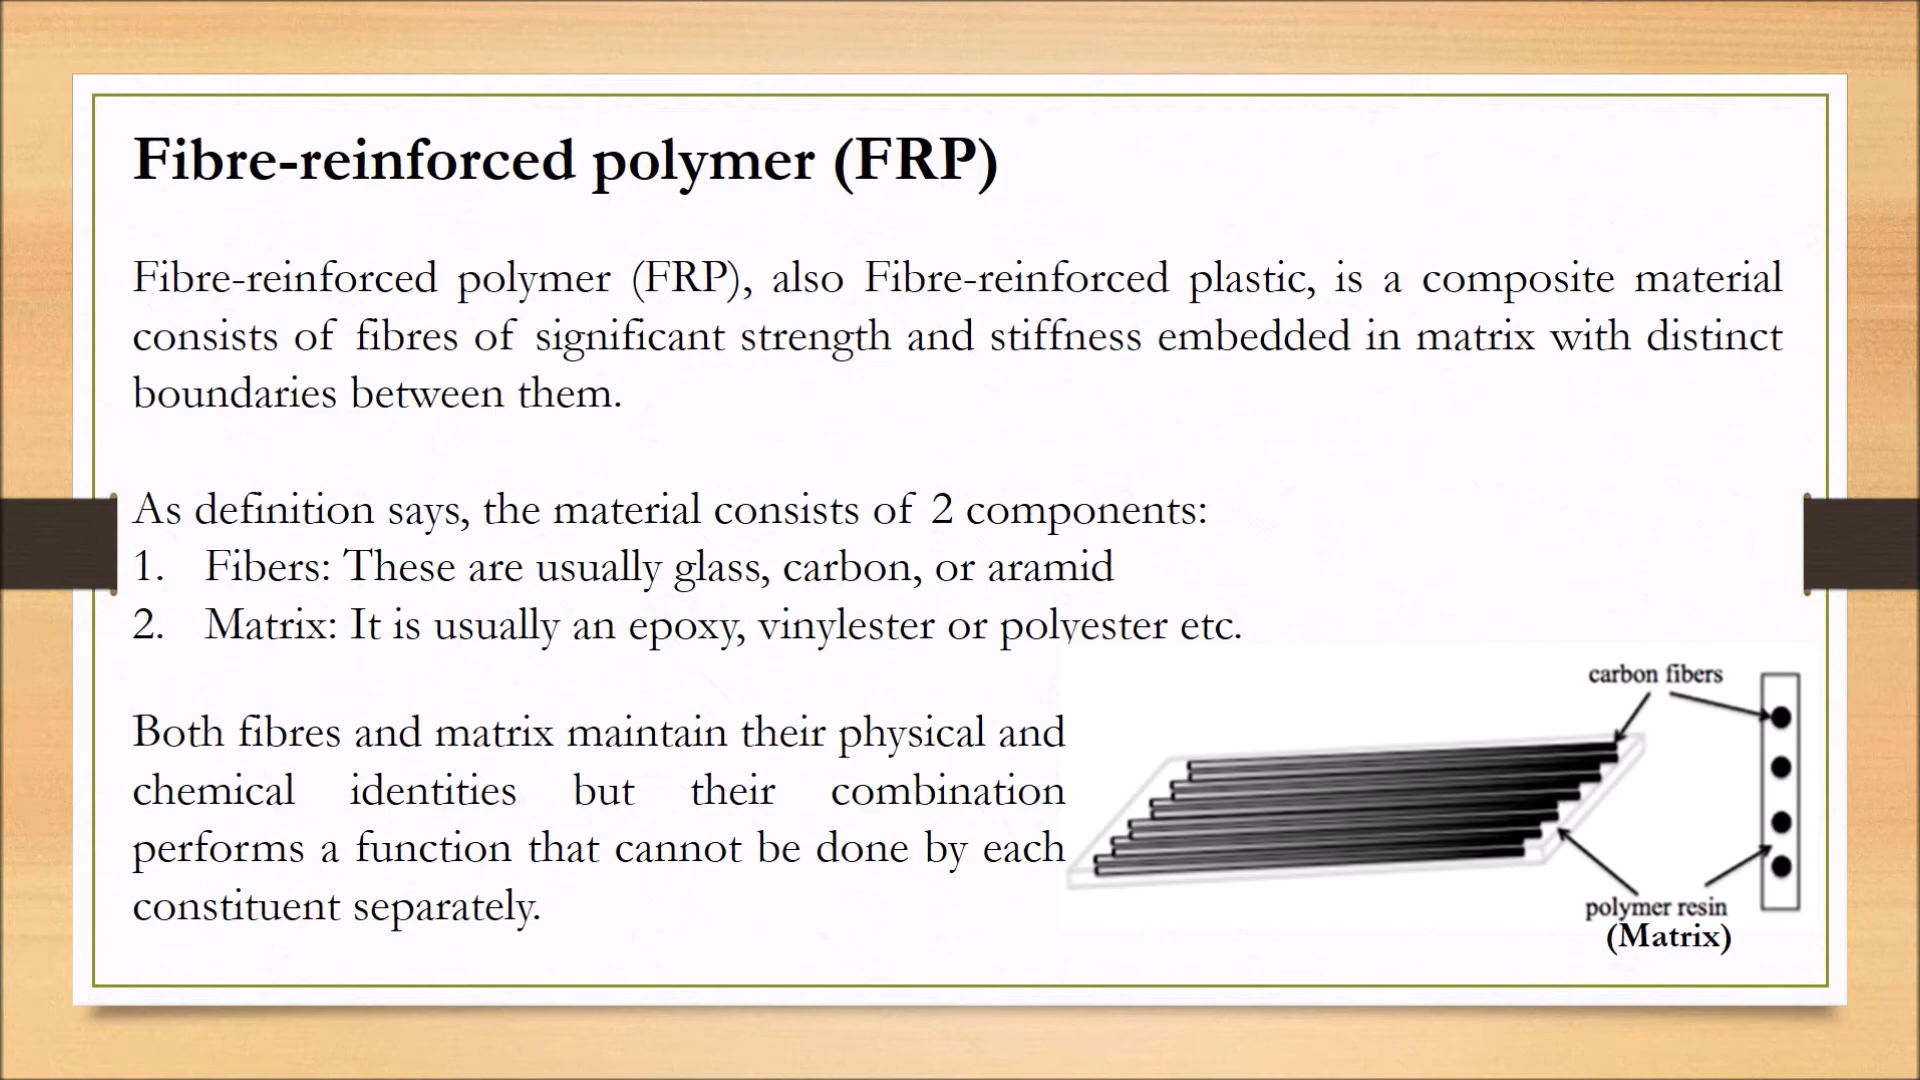 Fibre-reinforced polymer (FRP)
Fibre-reinforced polymer (FRP), also Fibre-reinforced plastic, is a composite material
consists of fibres of significant strength and stiffness embedded in matrix with distinct
boundaries between them.
As definition says, the material consists of 2 components:
1. Fibers: These are usually glass, carbon, or aramid
2. Matrix: It is usually an epoxy, vinylester or polyester etc.
Both fibres and matrix maintain their physical and
chemical identities but their combination
performs a function that cannot be done by each
constituent separately.
carbon fibers
polymer resin
(Matrix)